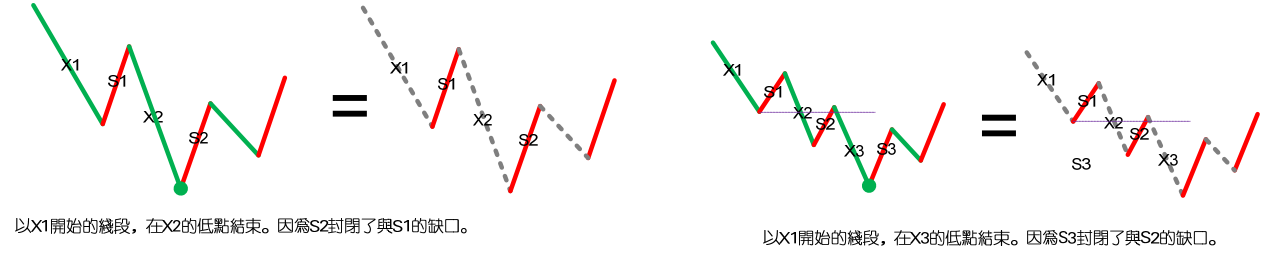 X1
S1
X2
S2
X1
S1
X2
S2
以X1開始的綫段，在X2的低點結束。因爲S2封閉了與S1的缺口。
X1
S1
X2
S2
X3
S3
X1
S1
X2
S2
X3
S3
以X1開始的綫段，在X3的低點結束。因爲S3封閉了與S2的缺口。